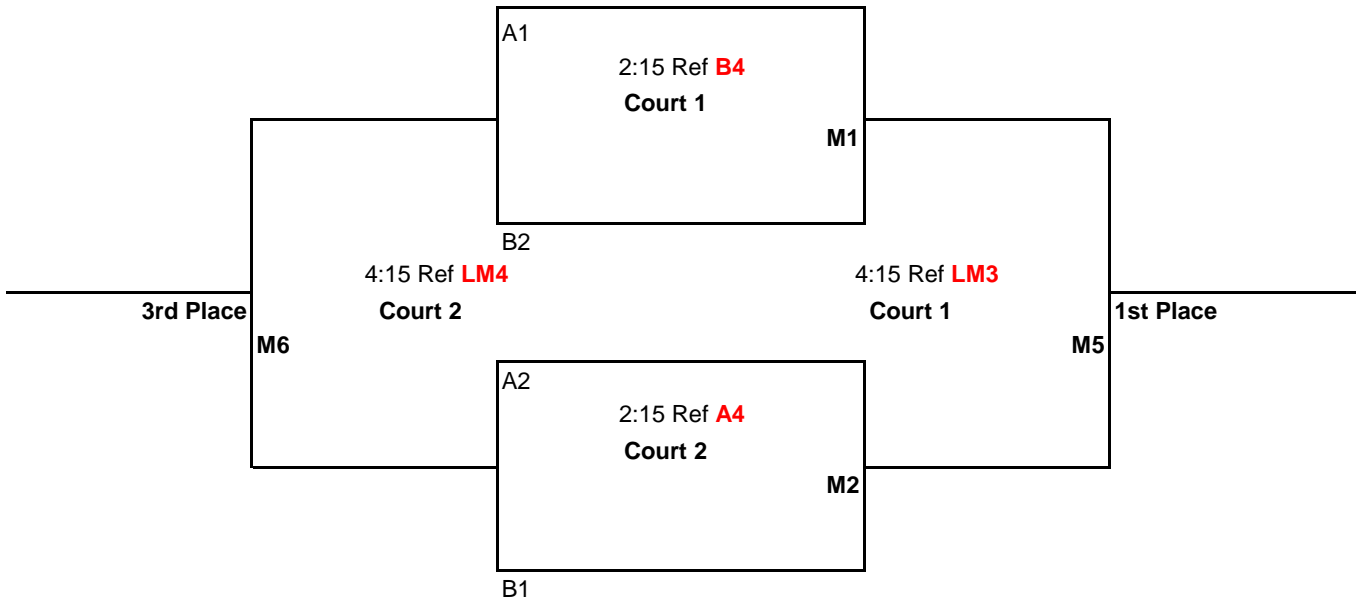 A1
2:15 Ref B4
Court 1
M1
B2
4:15 Ref LM4
Court 2
4:15 Ref LM3
Court 1
3rd Place
1st Place
M6
M5
A2
2:15 Ref A4
Court 2
M2
B1